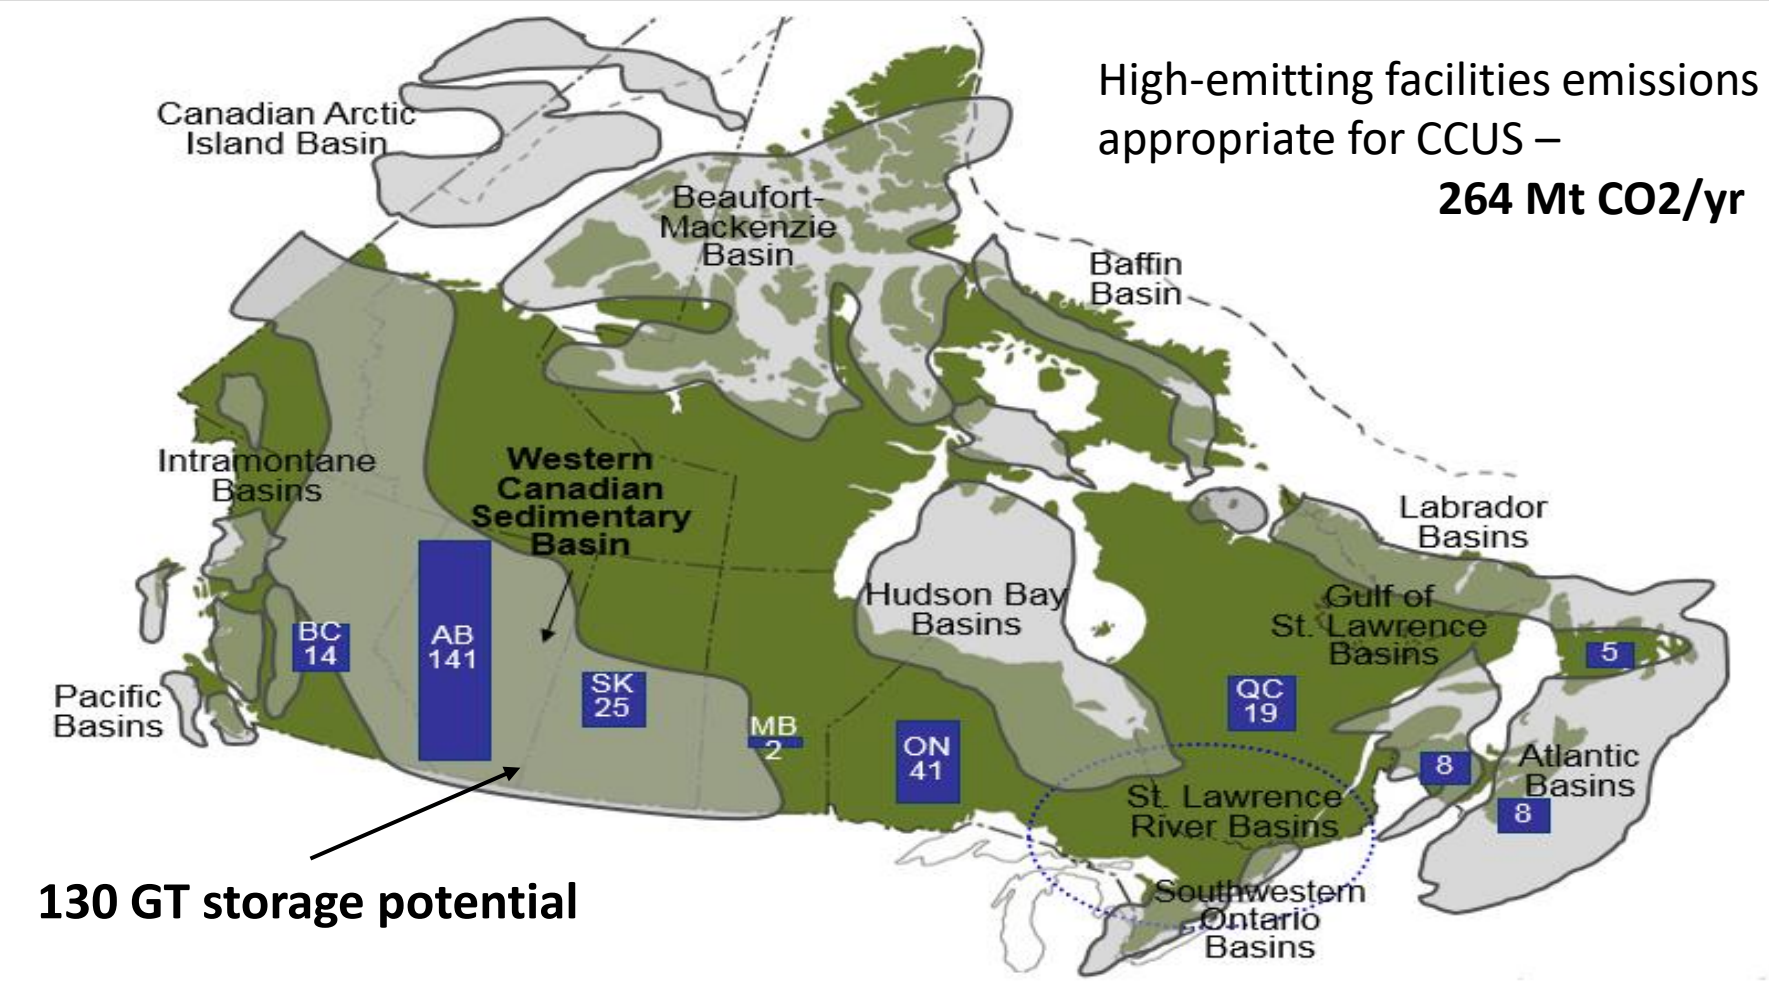 High-emitting facilities emissions
appropriate for CCUS –
264 Mt CO2/yr
Canadian Arctic
Island Basin
Beaufort-
Mackenzie
Basin
Baffin
Basin
Intramontane
Basins
Western
Canadian
Sedimentary
Basin
Labrador
Basins
Hudson Bay
Basins
Gulf of
St. Lawrence
Basins
BC
14
AB
141
SK
25
MB
2
ON
41
QC
19
5
8
8
Pacific
Basins
Atlantic
Basins
St. Lawrence
River Basins
Southwestern
Ontario
Basins
130 GT storage potential